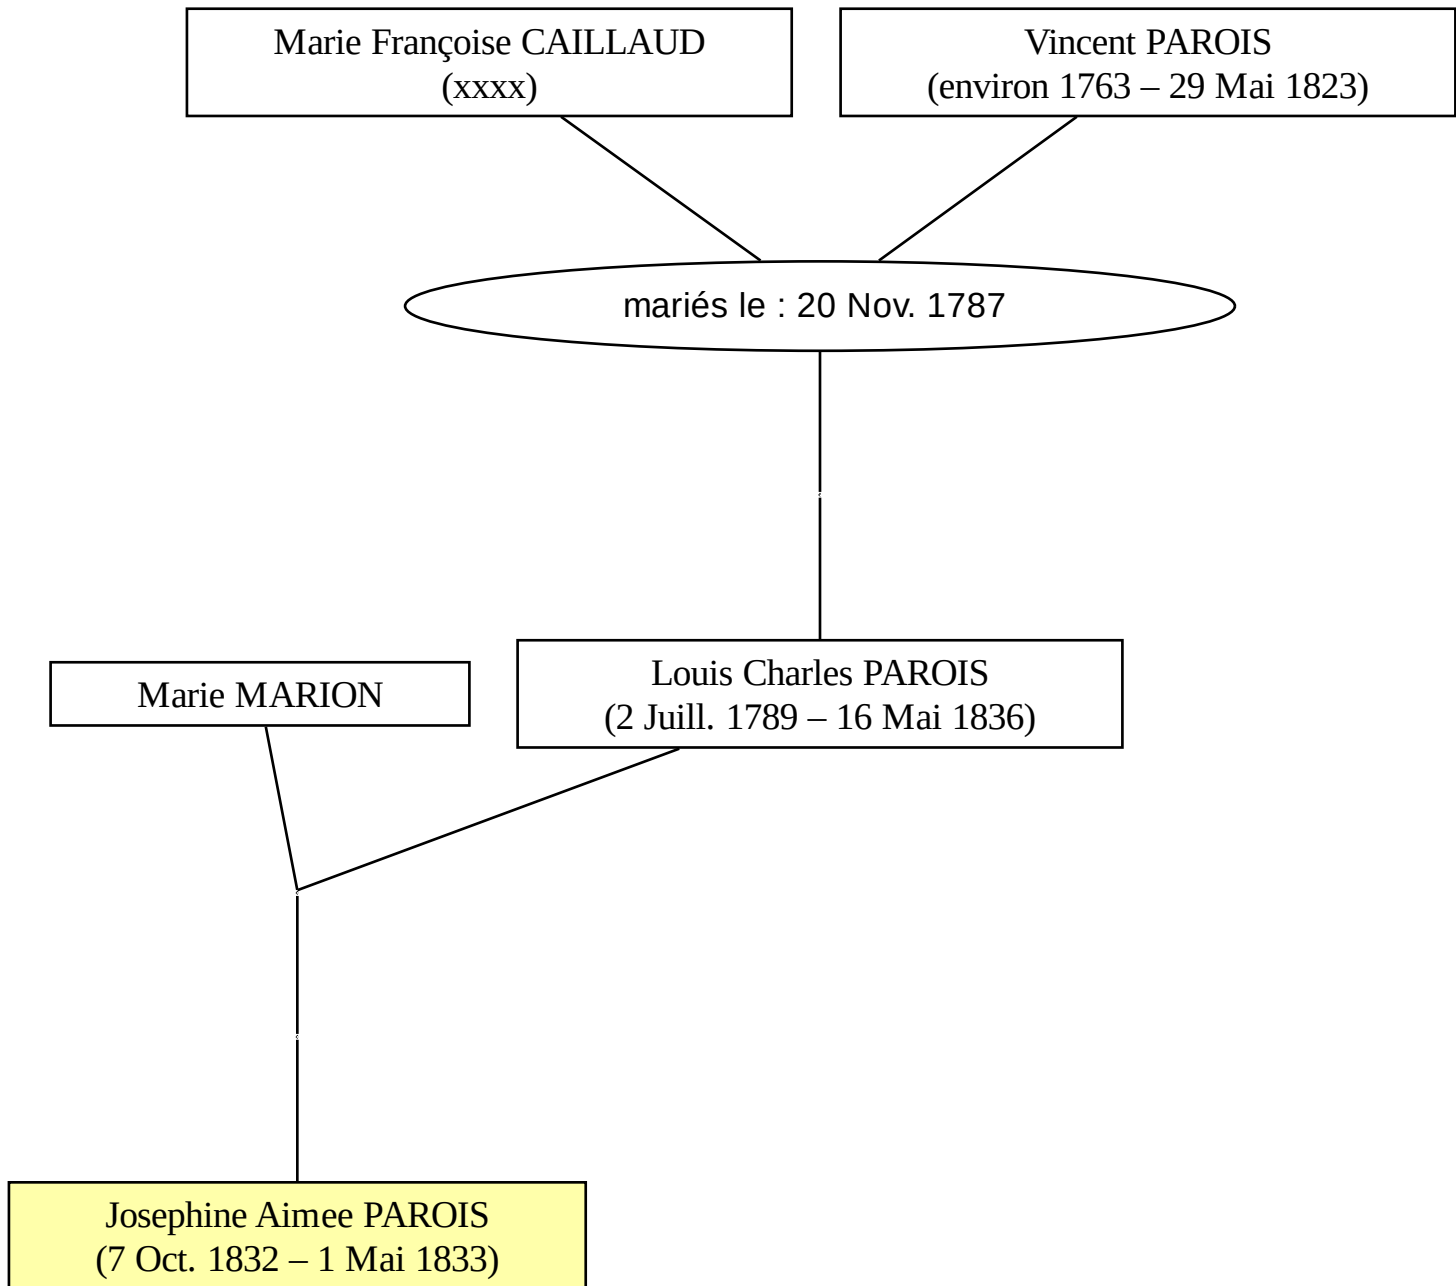 Marie Françoise CAILLAUD
(xxxx)
Vincent PAROIS
(environ 1763 – 29 Mai 1823)
mariés le : 20 Nov. 1787
Marie MARION
Louis Charles PAROIS
(2 Juill. 1789 – 16 Mai 1836)
Josephine Aimee PAROIS
(7 Oct. 1832 – 1 Mai 1833)